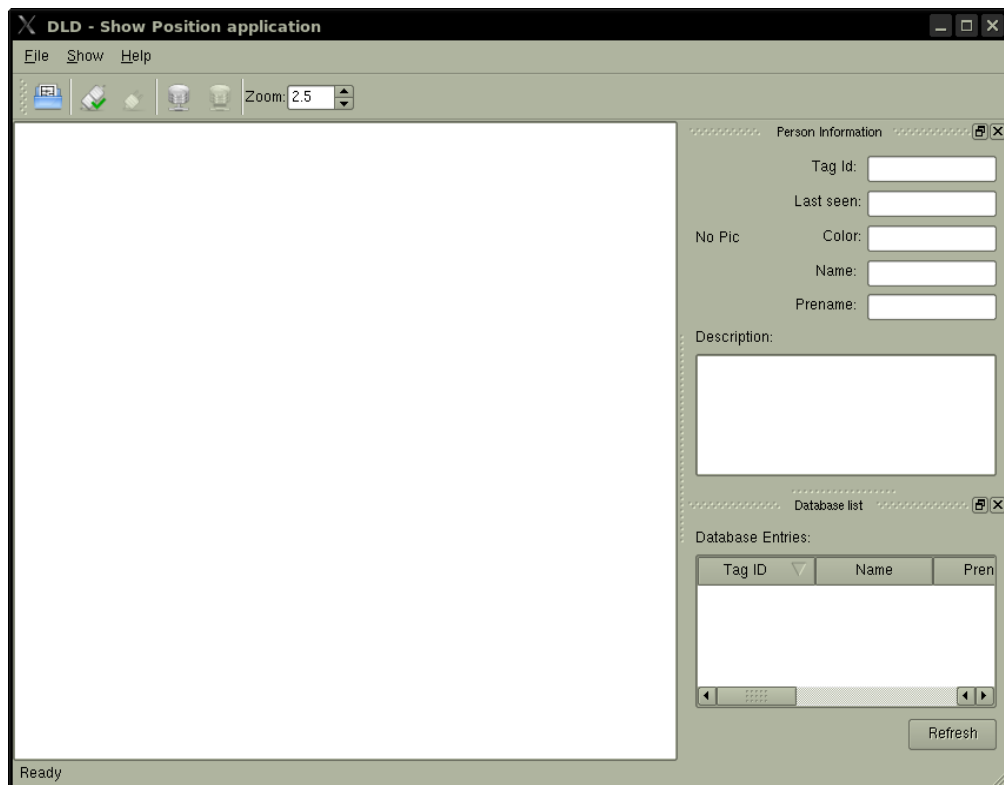 DLD - Show Position application
File Show Help
Zoom: 2.5
Person Information
Tag Id:
Last seen:
No Pic
Color:
Name:
Prename:
Description:
Database list
Database Entries:
Tag ID Name Pren
Refresh
Ready